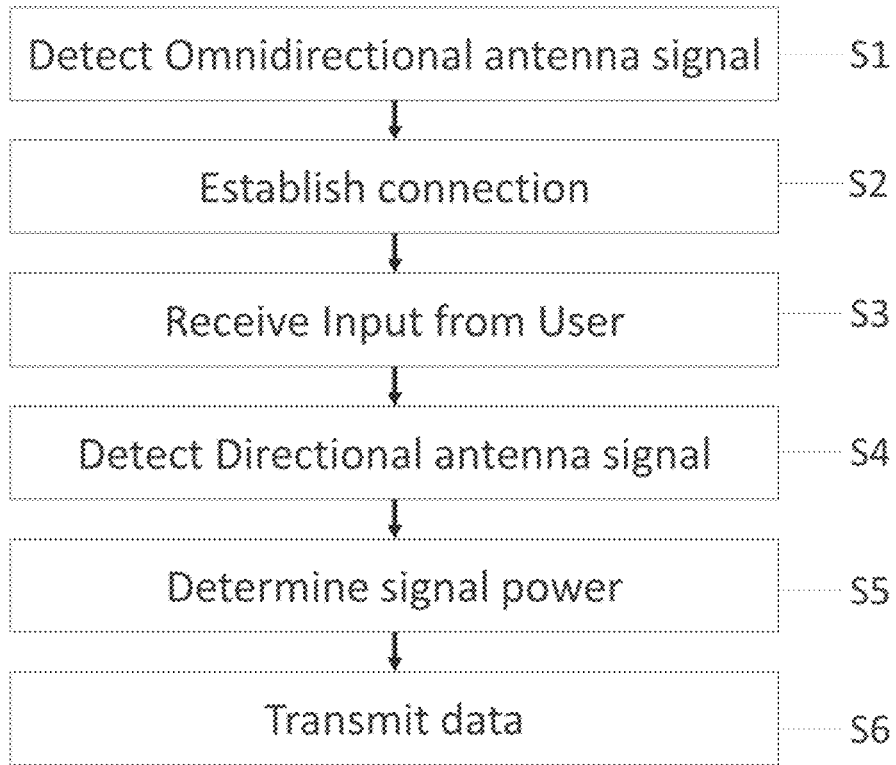 Detect Omnidirectional antenna signal S1
Establish connection S2
Receive Input from User S3
Detect Directional antenna signal S4
Determine signal power S5
Transmit data S6